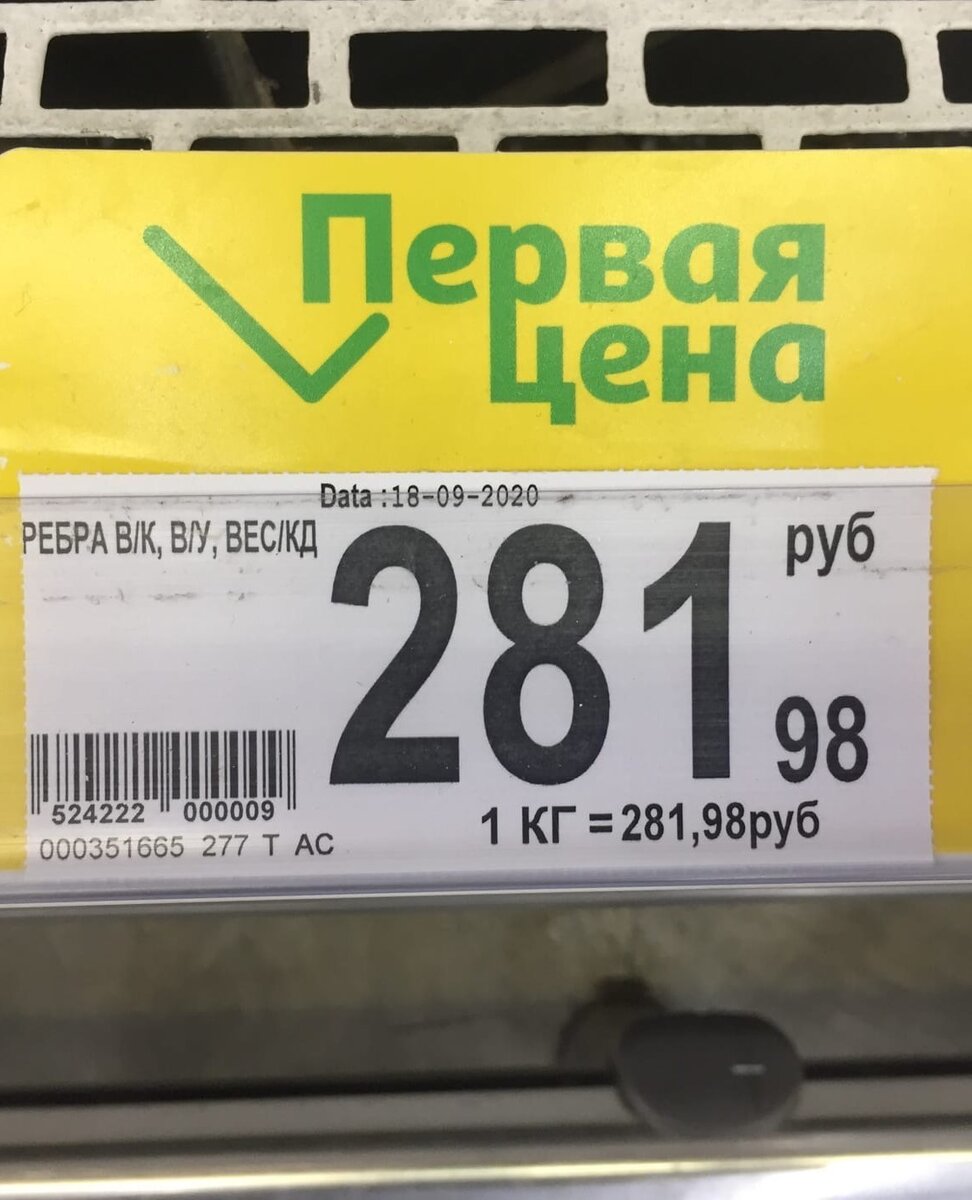 Первая
цена
Data :18-09-2020
РЕБРА В/К, В/У, ВЕС/КД
281 98 руб
1 КГ =281,98руб
524222 000009
000351665 277 T AC